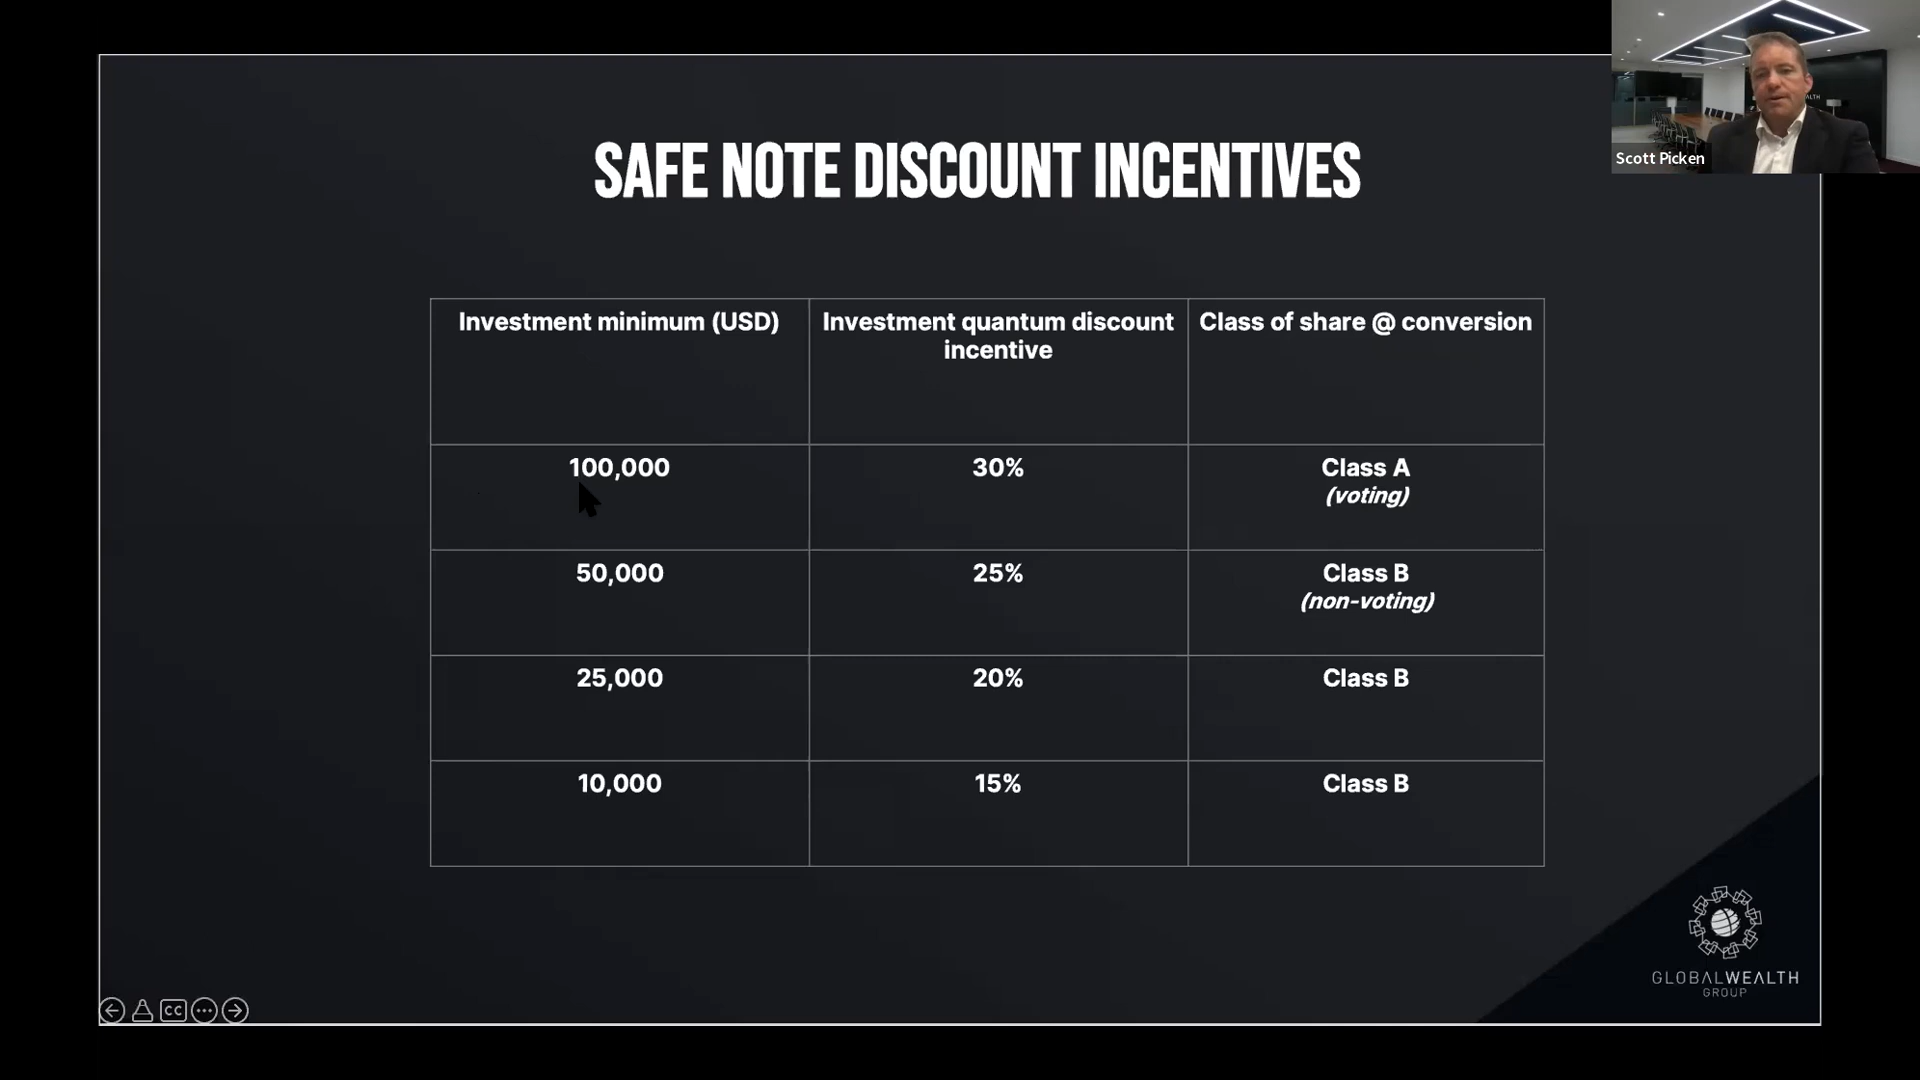 SAFE NOTE DISCOUNT INCENTIVES
Scott Picken
Investment minimum (USD)
Investment quantum discount
incentive
Class of share @ conversion
100,000
30%
Class A
(voting)
50,000
25%
Class B
(non-voting)
25,000
20%
Class B
10,000
15%
Class B
GLOBALWEALTH
GROUP
CC